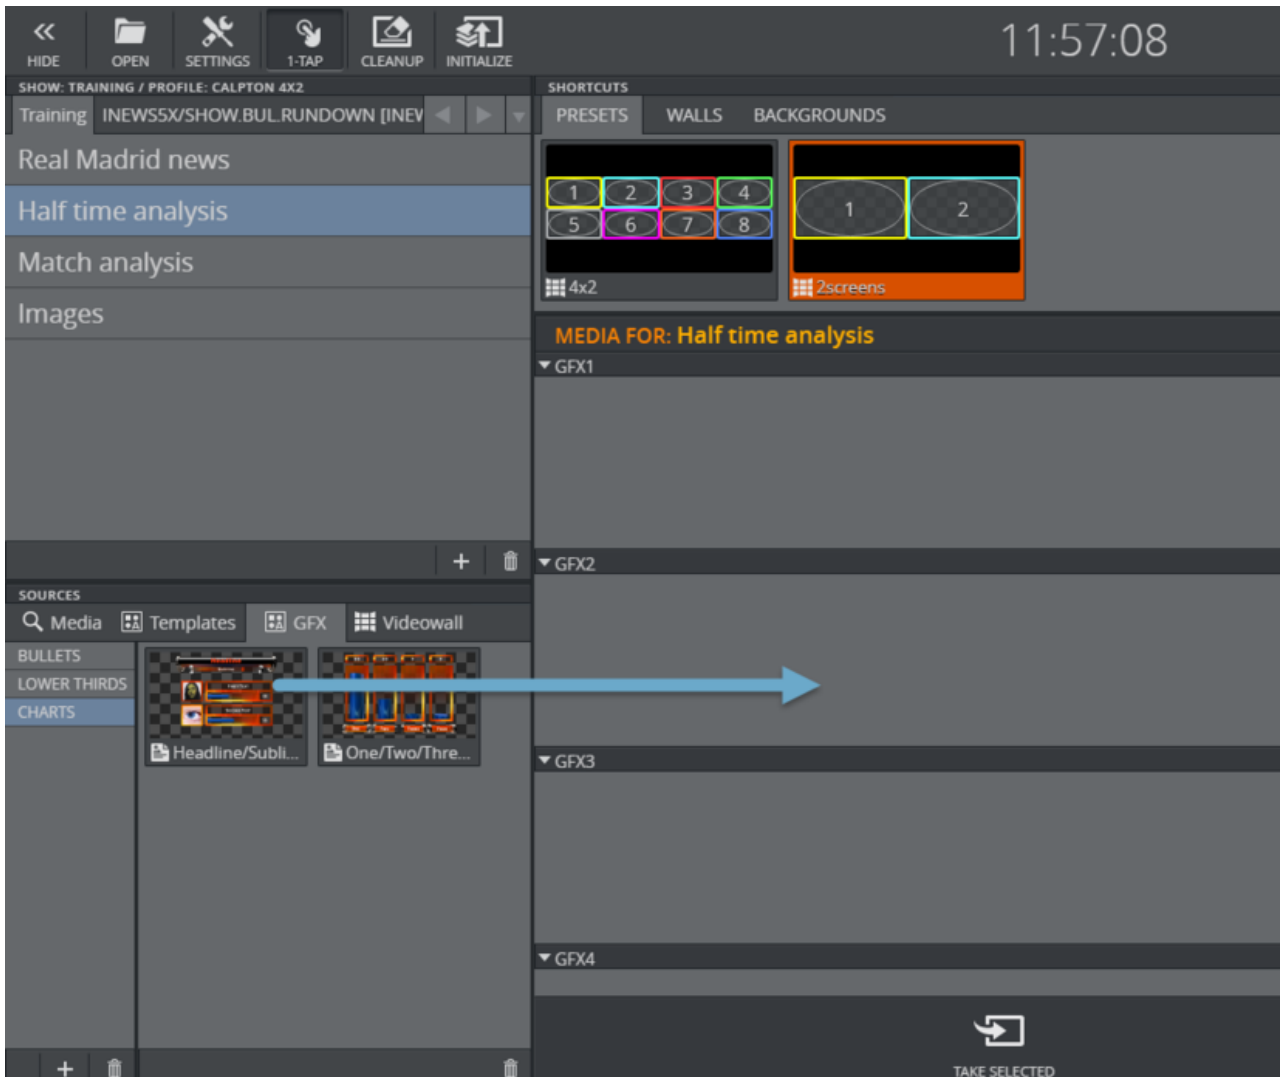 HIDE
OPEN
SETTINGS
1-TAP
CLEANUP
INITIALIZE
11:57:08
SHOW: TRAINING / PROFILE: CALPTON 4X2
Training
INEWS5X/SHOW.BUL.RUNDOWN [INEV
Real Madrid news
Half time analysis
Match analysis
Images
SHORTCUTS
PRESETS
WALLS
BACKGROUNDS
1
2
3
4
5
6
7
8
4x2
1
2
2screens
MEDIA FOR: Half time analysis
GFX1
GFX2
GFX3
GFX4
SOURCES
Media
Templates
GFX
Videowall
BULLETS
LOWER THIRDS
CHARTS
Headline/Subli...
One/Two/Thre...
TAKE SELECTED